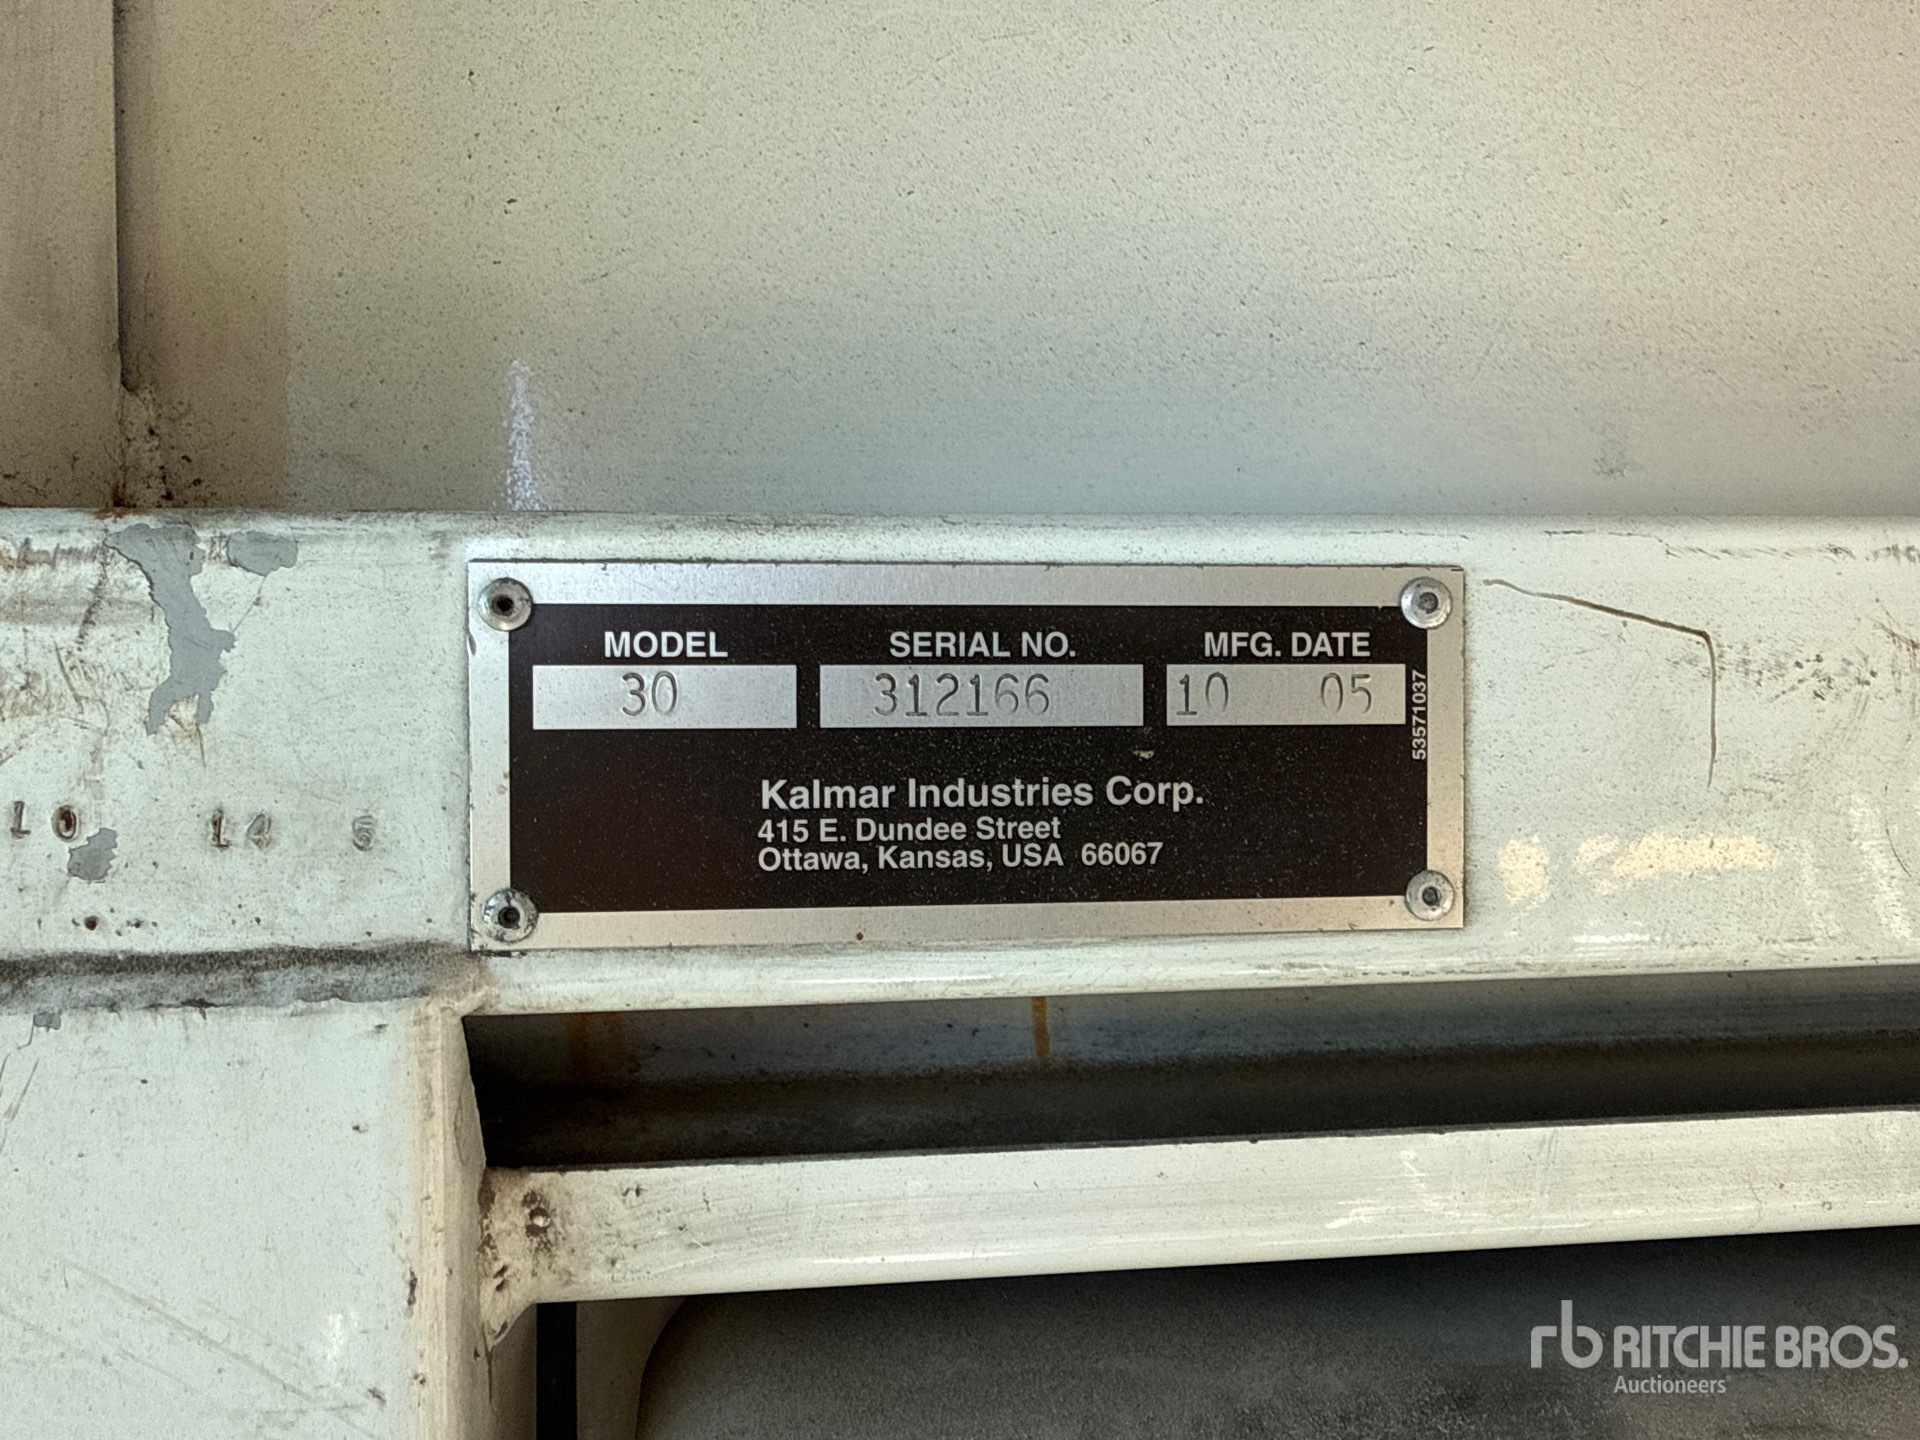 MODEL SERIAL NO. MFG. DATE
30 312166 10 05
53571037
Kalmar Industries Corp.
415 E. Dundee Street
Ottawa, Kansas, USA 66067
10 14 5
rb RITCHIE BROS.
Auctioneers